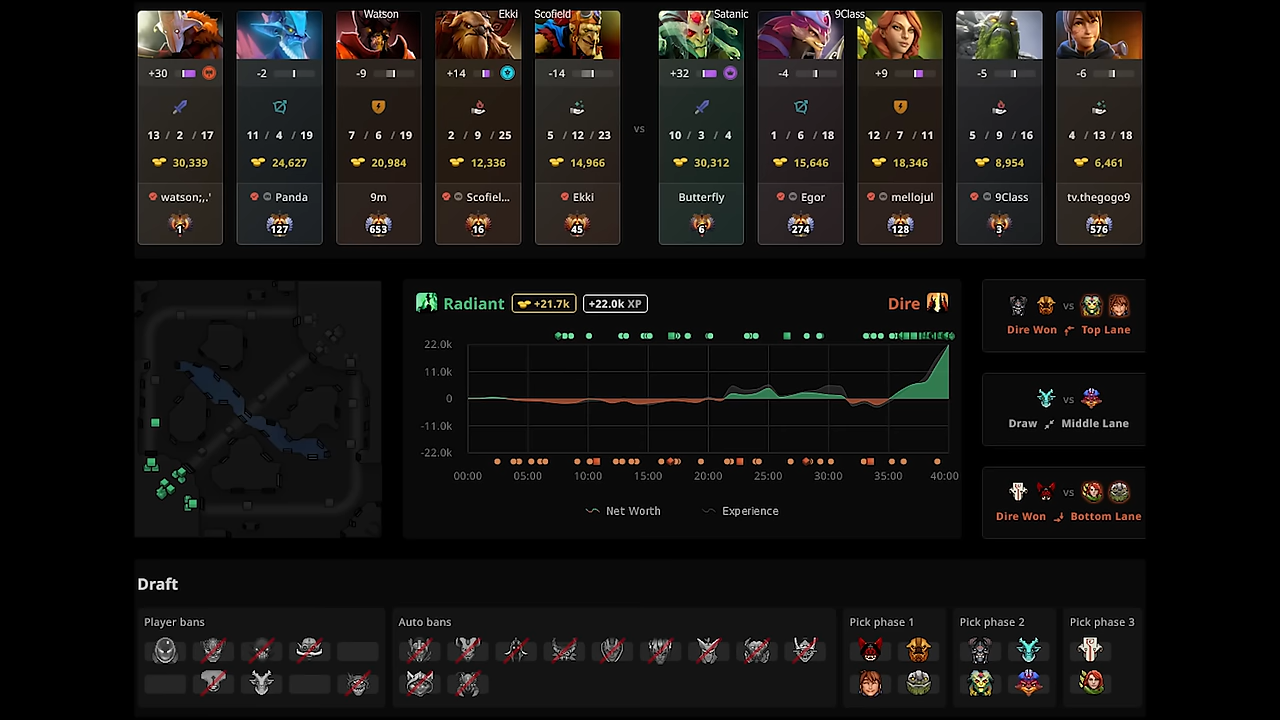 Watson Ekki Scofield Satanic 9Class
+30 -2 -9 +14 -14 +32 -4 +9 -5 -6
vs
13 / 2 / 17 11 / 4 / 19 7 / 6 / 19 2 / 9 / 25 5 / 12 / 23 10 / 3 / 4 1 / 6 / 18 12 / 7 / 11 5 / 9 / 16 4 / 13 / 18
30,339 24,627 20,984 12,336 14,966 30,312 15,646 18,346 8,954 6,461
watson;,.' Panda 9m Scofiel... Ekki Butterfly Egor mellojul 9Class tv.thegogo9
1 127 653 16 45 6 274 128 3 576
Radiant +21.7k +22.0k XP Dire
22.0k
11.0k
0
-11.0k
-22.0k
00:00 05:00 10:00 15:00 20:00 25:00 30:00 35:00 40:00
Net Worth Experience
vs
Dire Won Top Lane
vs
Draw Middle Lane
vs
Dire Won Bottom Lane
Draft
Player bans Auto bans Pick phase 1 Pick phase 2 Pick phase 3